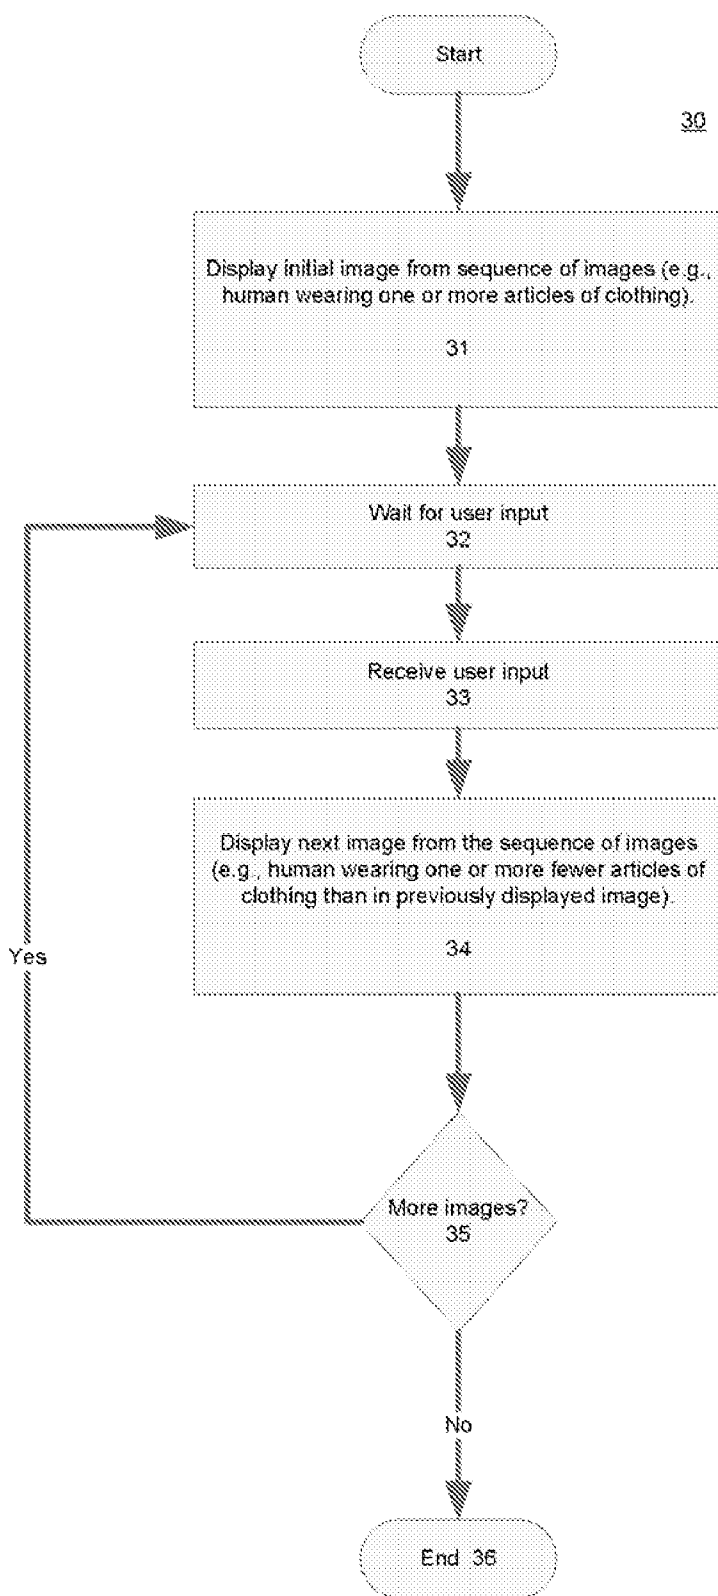 Start
30
Display initial image from sequence of images (e.g.,
human wearing one or more articles of clothing).
31
Wait for user input
32
Receive user input
33
Display next image from the sequence of images
(e.g., human wearing one or more fewer articles of
clothing than in previously displayed image).
34
Yes
More images?
35
No
End 36